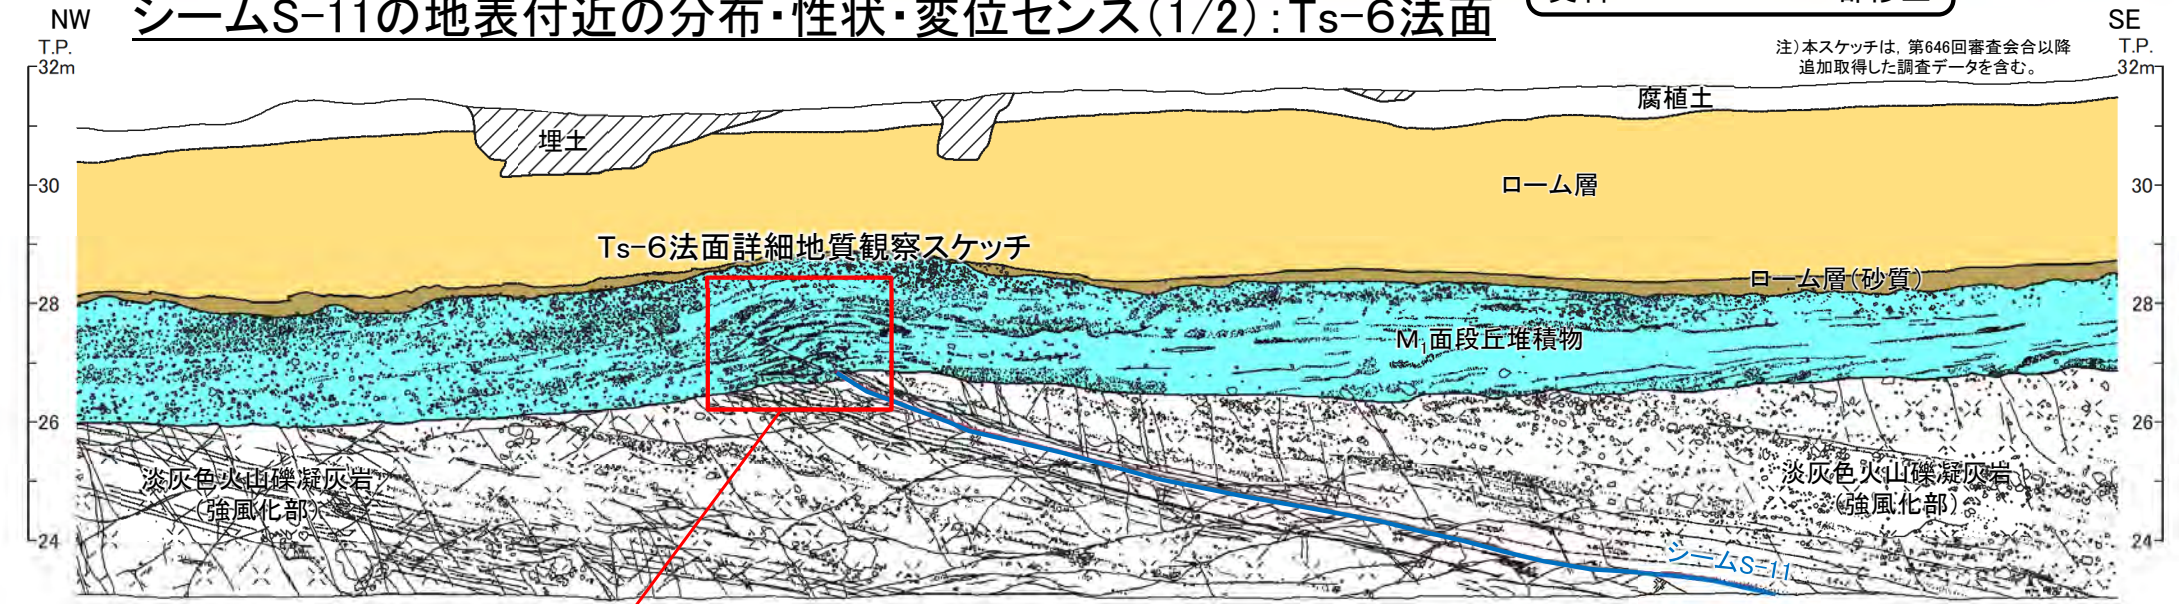 シームS-11の地表付近の分布・性状・変位センス(1/2):Ts-6法面
NW
SE
T.P.
T.P.
注)本スケッチは，第646回審査会合以降
追加取得した調査データを含む。
32m
32m
腐植土
埋土
30
ローム層
30
Ts-6法面詳細地質観察スケッチ
ローム層(砂質)
28
28
M₁面段丘堆積物
26
26
淡灰色火山礫凝灰岩
(強風化部)
淡灰色火山礫凝灰岩
(強風化部)
24
24
シームS-11